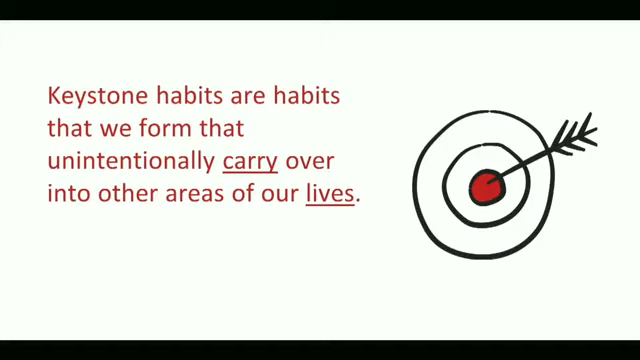 Keystone habits are habits
that we form that
unintentionally carry over
into other areas of our lives.